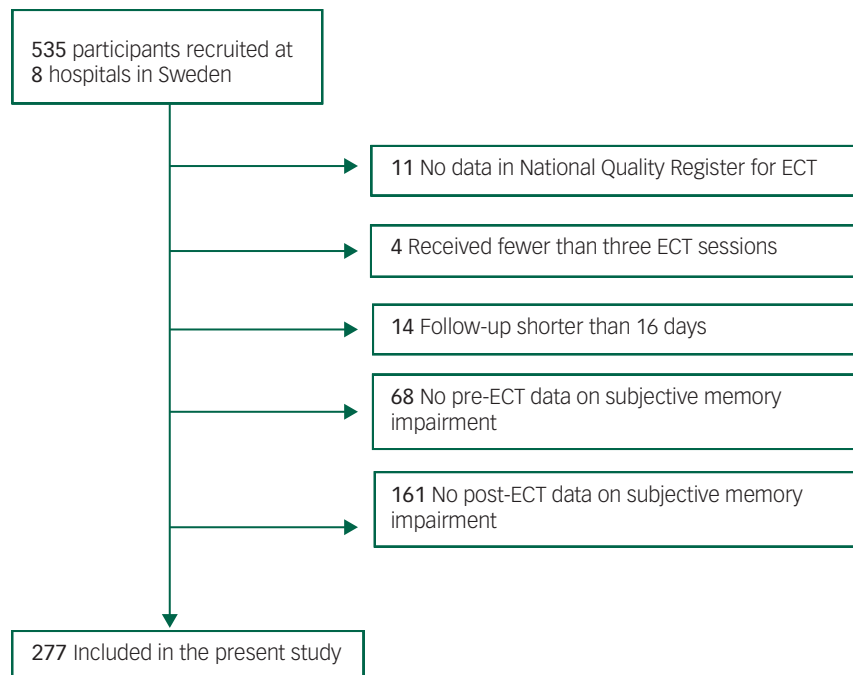 535 participants recruited at
8 hospitals in Sweden
11 No data in National Quality Register for ECT
4 Received fewer than three ECT sessions
14 Follow-up shorter than 16 days
68 No pre-ECT data on subjective memory
impairment
161 No post-ECT data on subjective memory
impairment
277 Included in the present study